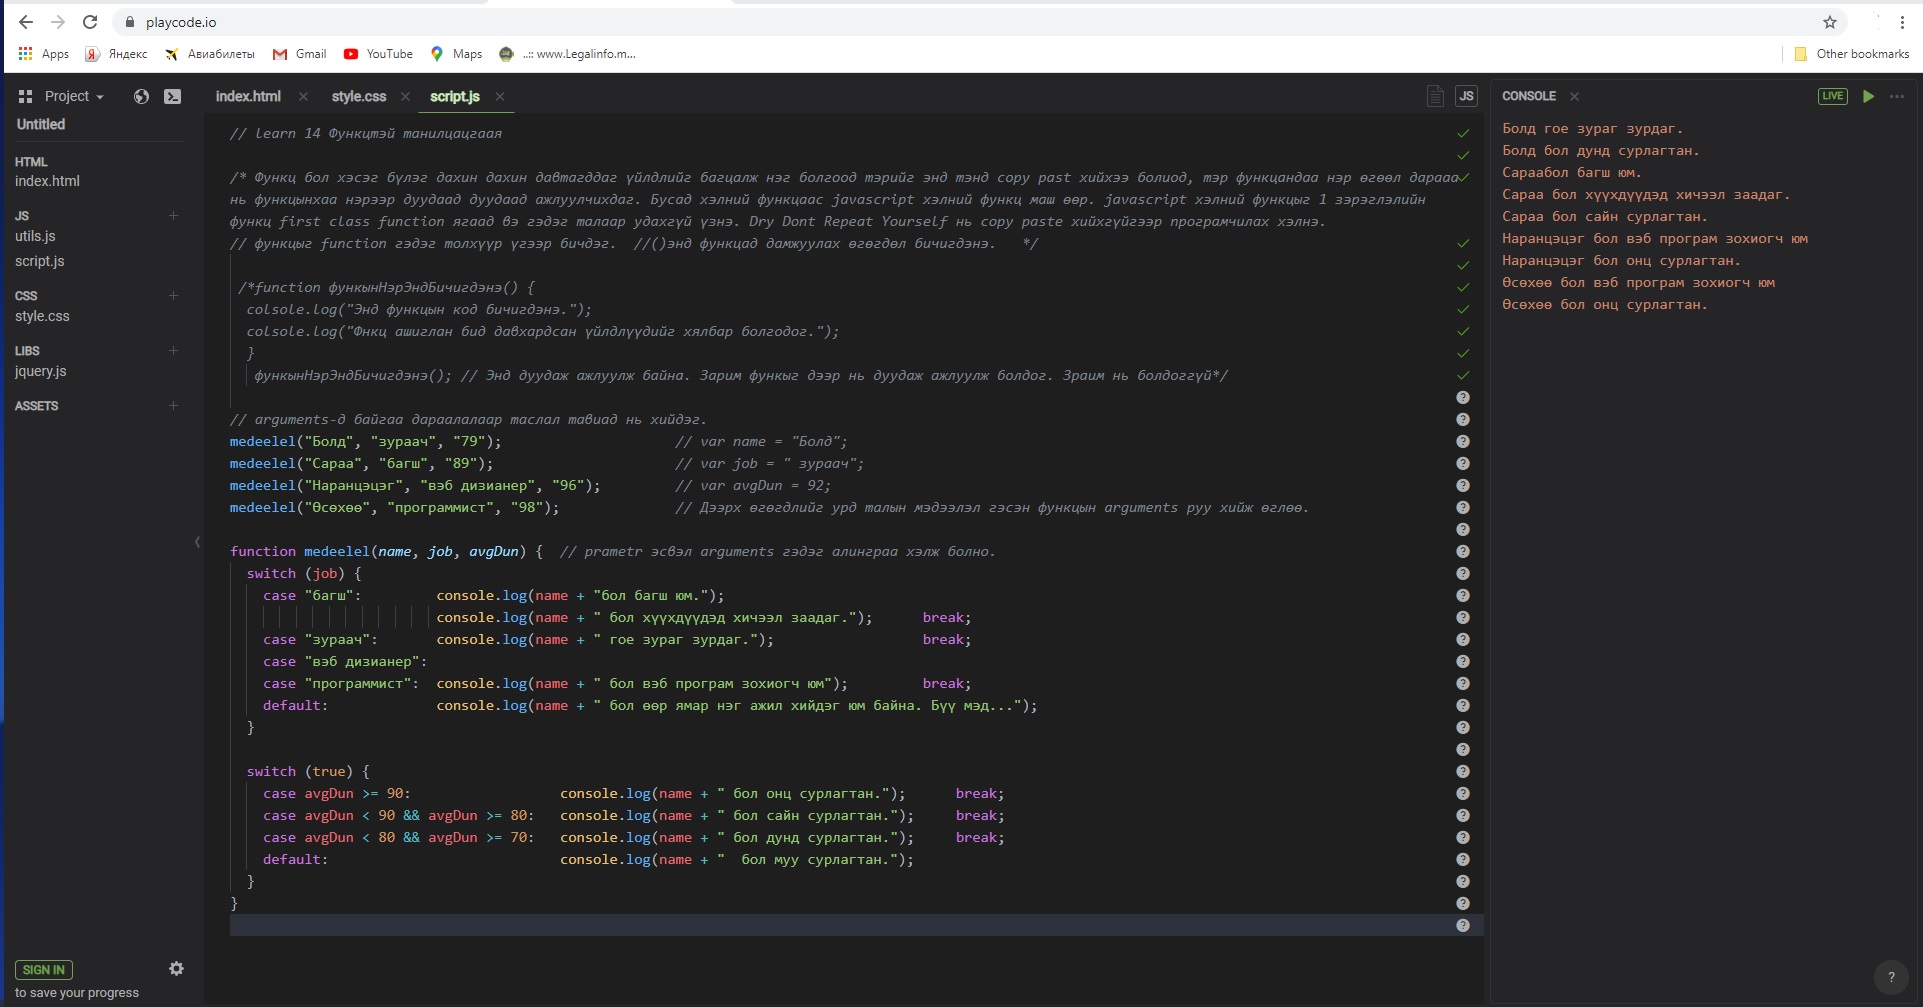 playcode.io
Apps Яндекс Авиабилеты Gmail YouTube Maps ..:: www.Legalinfo.m... Other bookmarks
Project
Untitled
HTML
index.html
JS
utils.js
script.js
CSS
style.css
LIBS
jquery.js
ASSETS
SIGN IN
to save your progress
index.html style.css script.js JS
// learn 14 Функцтэй танилцацгаая
/* Функц бол хэсэг бүлэг дахин дахин давтагддаг үйлдлийг багцалж нэг болгоод тэрийг энд тэнд copy past хийхээ болиод, тэр функцандаа нэр өгөөл дараа
нь функцынхаа нэрээр дуудаад дуудаад ажлуулчихдаг. Бусад хэлний функцаас javascript хэлний функц маш өөр. javascript хэлний функцыг 1 зэрэглэлийн
функц first class function ягаад вэ гэдэг талаар удахгүй үзнэ. Dry Dont Repeat Yourself нь copy paste хийхгүйгээр програмчилах хэлнэ.
// функцыг function гэдэг толхүүр үгээр бичдэг. //()энд функцад дамжуулах өгөгдөл бичигдэнэ. */
/*function функынНэрЭндБичигдэнэ() {
colsole.log("Энд функцын код бичигдэнэ.");
colsole.log("Фнкц ашиглан бид давхардсан үйлдлүүдийг хялбар болгодог.");
}
функынНэрЭндБичигдэнэ(); // Энд дуудаж ажлуулж байна. Зарим функыг дээр нь дуудаж ажлуулж болдог. Зраим нь болдоггүй*/
// arguments-д байгаа дараалалаар таслал тавиад нь хийдэг.
medeelel("Болд", "зураач", "79"); // var name = "Болд";
medeelel("Сараа", "багш", "89"); // var job = " зураач";
medeelel("Наранцэцэг", "вэб дизианер", "96"); // var avgDun = 92;
medeelel("Өсөхөө", "программист", "98"); // Дээрх өгөгдлийг урд талын мэдээлэл гэсэн функцын arguments руу хийж өглөө.
function medeelel(name, job, avgDun) { // prametr эсвэл arguments гэдэг алинграа хэлж болно.
switch (job) {
case "багш": console.log(name + "бол багш юм.");
console.log(name + " бол хүүхдүүдэд хичээл заадаг."); break;
case "зураач": console.log(name + " гое зураг зурдаг."); break;
case "вэб дизианер":
case "программист": console.log(name + " бол вэб програм зохиогч юм"); break;
default: console.log(name + " бол өөр ямар нэг ажил хийдэг юм байна. Бүү мэд...");
}
switch (true) {
case avgDun >= 90: console.log(name + " бол онц сурлагтан."); break;
case avgDun < 90 && avgDun >= 80: console.log(name + " бол сайн сурлагтан."); break;
case avgDun < 80 && avgDun >= 70: console.log(name + " бол дунд сурлагтан."); break;
default: console.log(name + "  бол муу сурлагтан.");
}
}
CONSOLE LIVE
Болд гое зураг зурдаг.
Болд бол дунд сурлагтан.
Сараабол багш юм.
Сараа бол хүүхдүүдэд хичээл заадаг.
Сараа бол сайн сурлагтан.
Наранцэцэг бол вэб програм зохиогч юм
Наранцэцэг бол онц сурлагтан.
Өсөхөө бол вэб програм зохиогч юм
Өсөхөө бол онц сурлагтан.
?